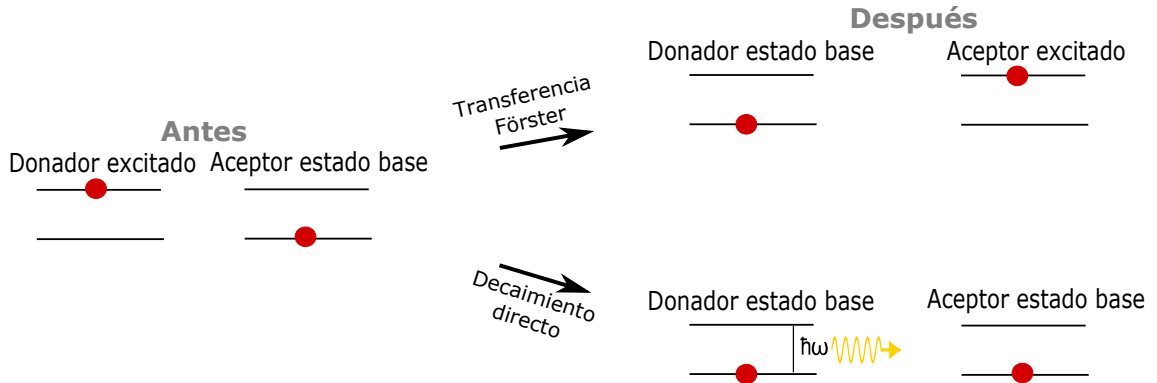 Antes
Donador excitado
Aceptor estado base
Transferencia
Förster
Decaimiento
directo
Después
Donador estado base
Aceptor excitado
Donador estado base
Aceptor estado base
ħω